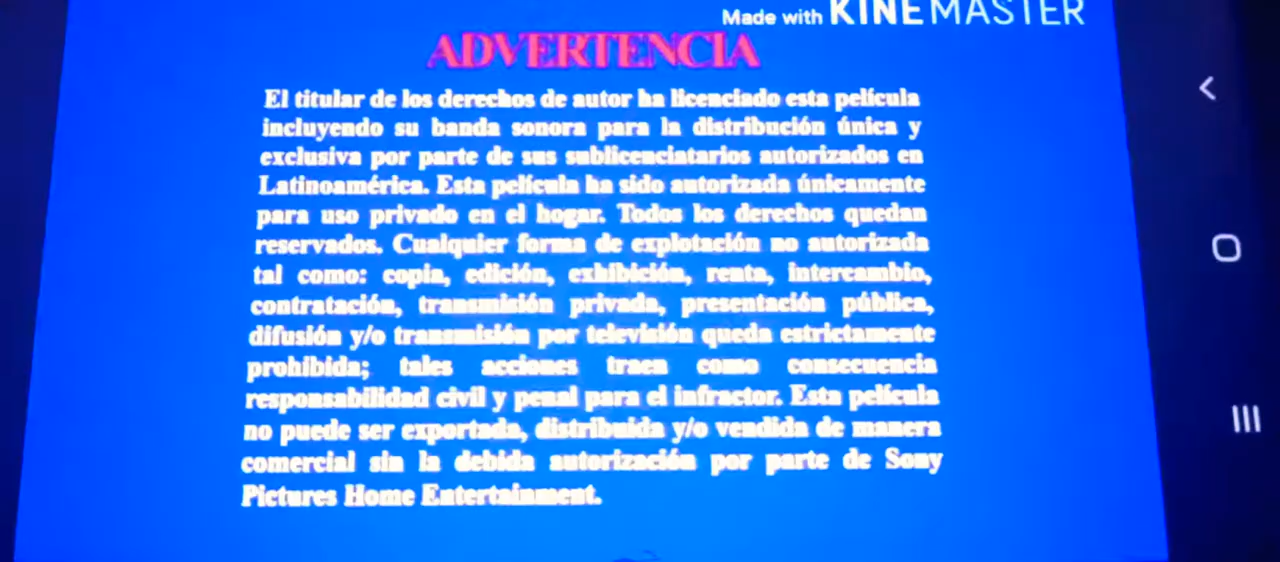 Made with KINEMASTER
ADVERTENCIA
El titular de los derechos de autor ha licenciado esta película
incluyendo su banda sonora para la distribución única y
exclusiva por parte de sus sublicenciatarios autorizados en
Latinoamérica. Esta película ha sido autorizada únicamente
para uso privado en el hogar. Todos los derechos quedan
reservados. Cualquier forma de explotación no autorizada
tal como: copia, edición, exhibición, renta, intercambio,
contratación, transmisión privada, presentación pública,
difusión y/o transmisión por televisión queda estrictamente
prohibida; tales acciones traen como consecuencia
responsabilidad civil y penal para el infractor. Esta película
no puede ser exportada, distribuida y/o vendida de manera
comercial sin la debida autorización por parte de Sony
Pictures Home Entertainment.